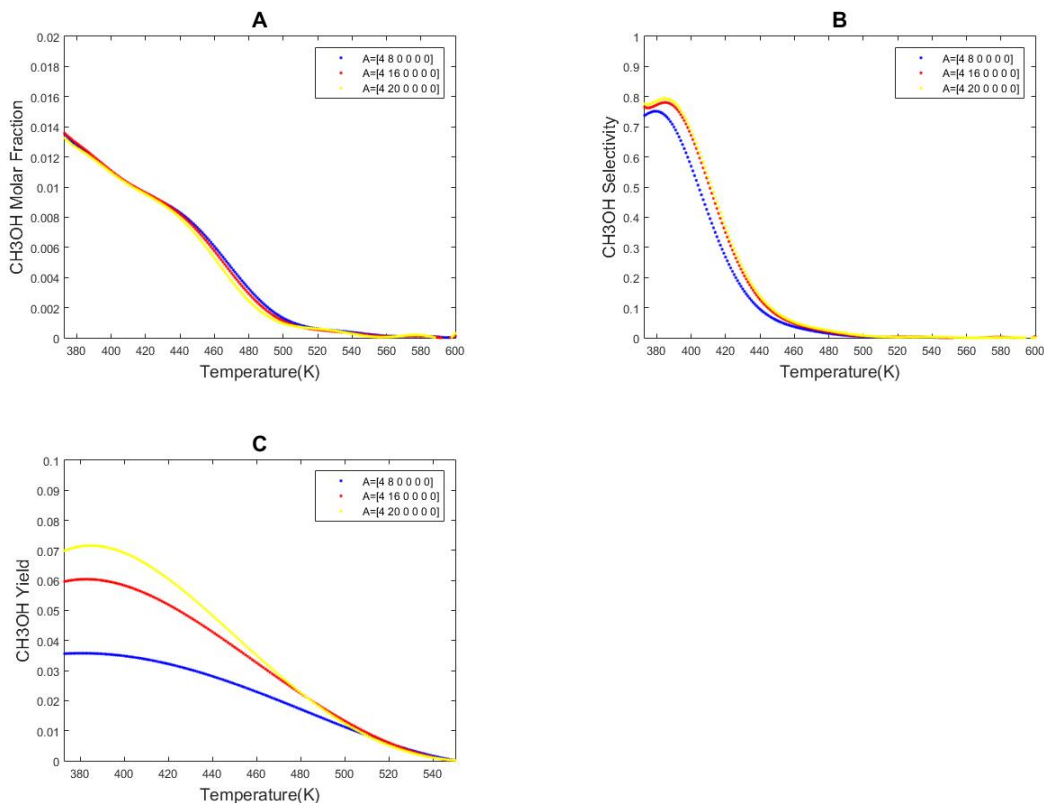 A
0.02
0.018
0.016
0.014
0.012
0.01
0.008
0.006
0.004
0.002
0
CH3OH Molar Fraction
A=[4 8 0 0 0 0]
A=[4 16 0 0 0 0]
A=[4 20 0 0 0 0]
380 400 420 440 460 480 500 520 540 560 580 600
Temperature(K)
B
1
0.9
0.8
0.7
0.6
0.5
0.4
0.3
0.2
0.1
0
CH3OH Selectivity
A=[4 8 0 0 0 0]
A=[4 16 0 0 0 0]
A=[4 20 0 0 0 0]
380 400 420 440 460 480 500 520 540 560 580 600
Temperature(K)
C
0.1
0.09
0.08
0.07
0.06
0.05
0.04
0.03
0.02
0.01
0
CH3OH Yield
A=[4 8 0 0 0 0]
A=[4 16 0 0 0 0]
A=[4 20 0 0 0 0]
380 400 420 440 460 480 500 520 540
Temperature(K)